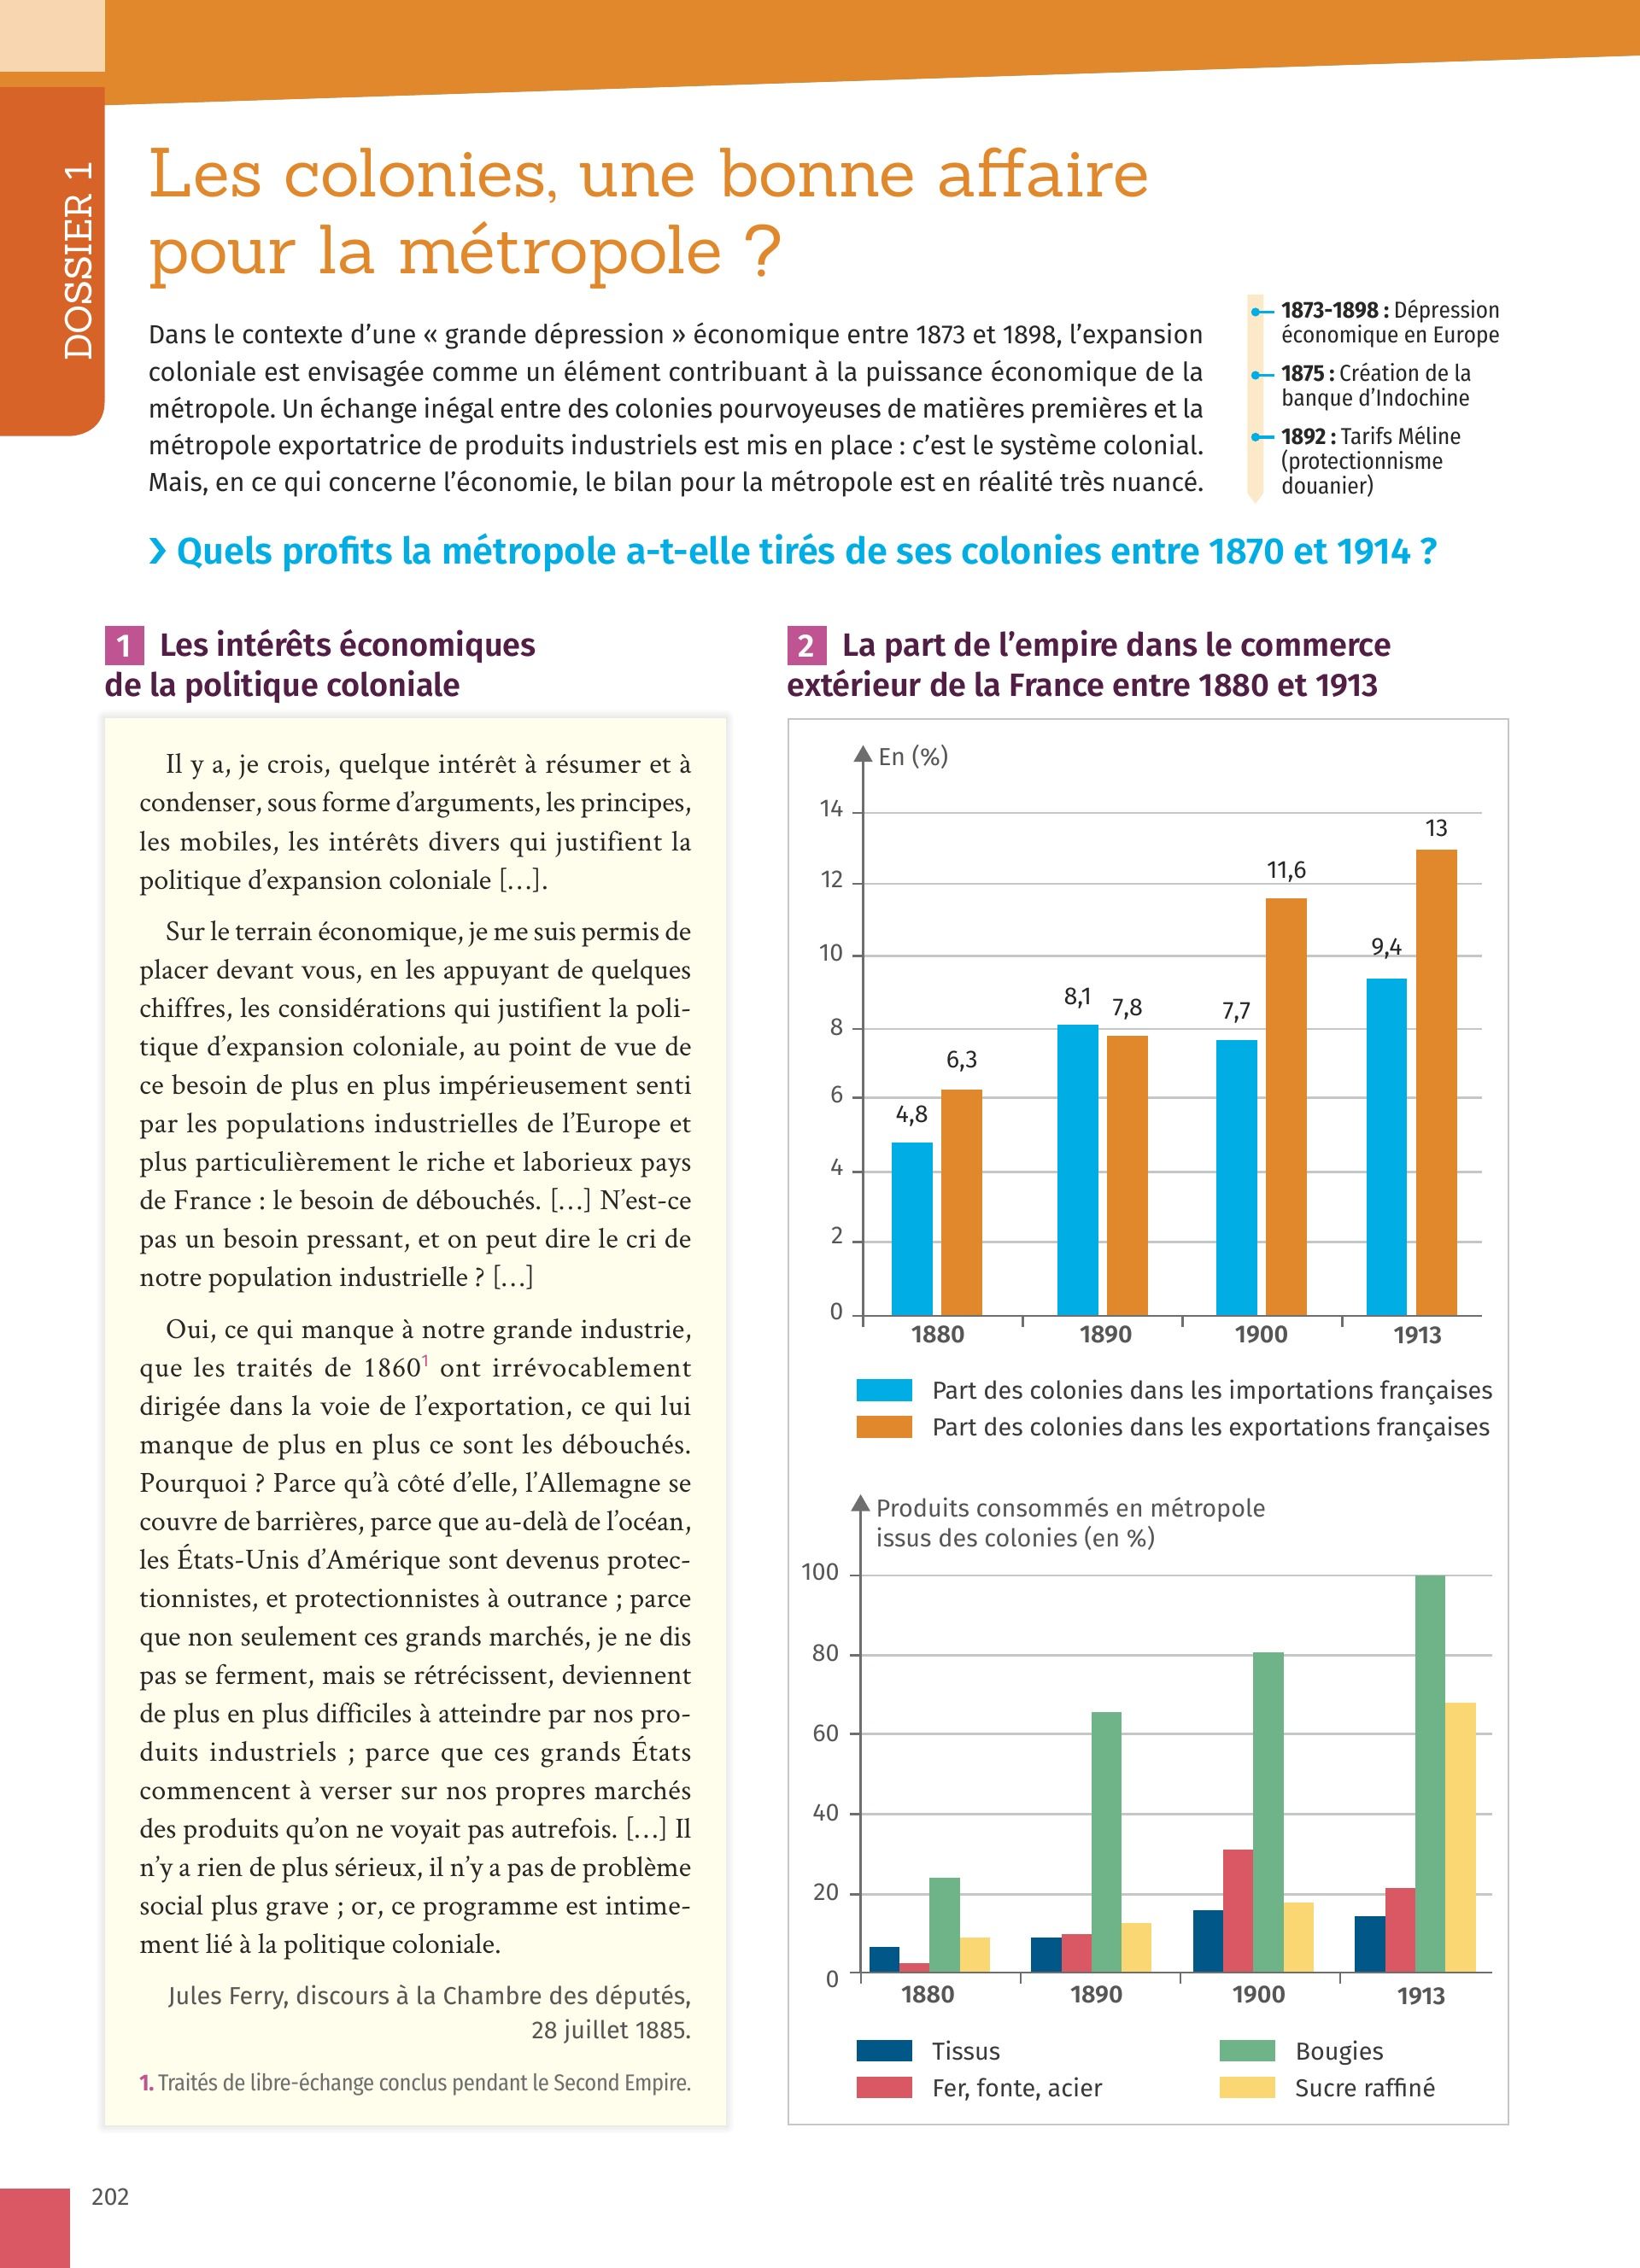 DOSSIER 1
Les colonies, une bonne affaire
pour la métropole ?
Dans le contexte d’une « grande dépression » économique entre 1873 et 1898, l’expansion
coloniale est envisagée comme un élément contribuant à la puissance économique de la
métropole. Un échange inégal entre des colonies pourvoyeuses de matières premières et la
métropole exportatrice de produits industriels est mis en place : c’est le système colonial.
Mais, en ce qui concerne l’économie, le bilan pour la métropole est en réalité très nuancé.
1873-1898 : Dépression
économique en Europe
1875 : Création de la
banque d’Indochine
1892 : Tarifs Méline
(protectionnisme
douanier)
› Quels profits la métropole a-t-elle tirés de ses colonies entre 1870 et 1914 ?
1 Les intérêts économiques
de la politique coloniale
Il y a, je crois, quelque intérêt à résumer et à
condenser, sous forme d’arguments, les principes,
les mobiles, les intérêts divers qui justifient la
politique d’expansion coloniale […].
Sur le terrain économique, je me suis permis de
placer devant vous, en les appuyant de quelques
chiffres, les considérations qui justifient la poli-
tique d’expansion coloniale, au point de vue de
ce besoin de plus en plus impérieusement senti
par les populations industrielles de l’Europe et
plus particulièrement le riche et laborieux pays
de France : le besoin de débouchés. […] N’est-ce
pas un besoin pressant, et on peut dire le cri de
notre population industrielle ? […]
Oui, ce qui manque à notre grande industrie,
que les traités de 1860¹ ont irrévocablement
dirigée dans la voie de l’exportation, ce qui lui
manque de plus en plus ce sont les débouchés.
Pourquoi ? Parce qu’à côté d’elle, l’Allemagne se
couvre de barrières, parce que au-delà de l’océan,
les États-Unis d’Amérique sont devenus protec-
tionnistes, et protectionnistes à outrance ; parce
que non seulement ces grands marchés, je ne dis
pas se ferment, mais se rétrécissent, deviennent
de plus en plus difficiles à atteindre par nos pro-
duits industriels ; parce que ces grands États
commencent à verser sur nos propres marchés
des produits qu’on ne voyait pas autrefois. […] Il
n’y a rien de plus sérieux, il n’y a pas de problème
social plus grave ; or, ce programme est intime-
ment lié à la politique coloniale.
Jules Ferry, discours à la Chambre des députés,
28 juillet 1885.
1. Traités de libre-échange conclus pendant le Second Empire.
2 La part de l’empire dans le commerce
extérieur de la France entre 1880 et 1913
En (%)
14
12
10
8
6
4
2
0
4,8
6,3
8,1
7,8
7,7
11,6
9,4
13
1880
1890
1900
1913
Part des colonies dans les importations françaises
Part des colonies dans les exportations françaises
Produits consommés en métropole
issus des colonies (en %)
100
80
60
40
20
0
1880
1890
1900
1913
Tissus
Fer, fonte, acier
Bougies
Sucre raffiné
202